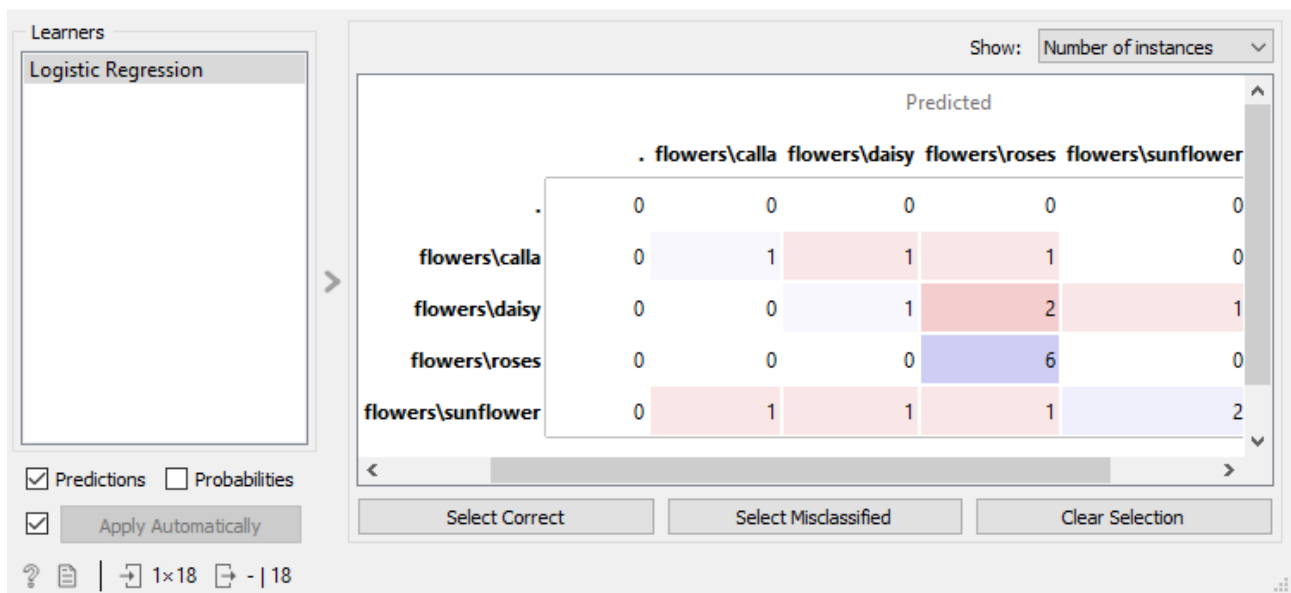 Learners
Logistic Regression
Show: Number of instances
Predicted
. flowers\calla flowers\daisy flowers\roses flowers\sunflower
. 0 0 0 0 0
flowers\calla 0 1 1 1 0
flowers\daisy 0 0 1 2 1
flowers\roses 0 0 0 6 0
flowers\sunflower 0 1 1 1 2
Predictions Probabilities
Apply Automatically
Select Correct Select Misclassified Clear Selection
? 1×18 - | 18